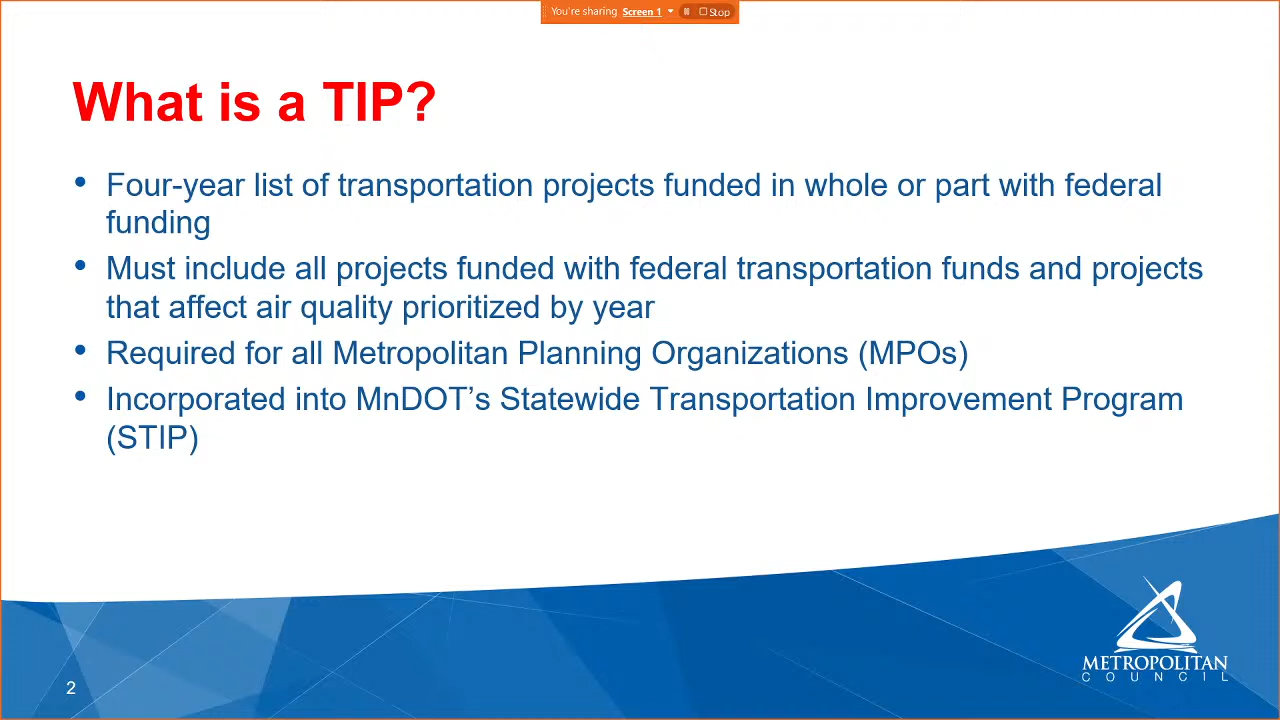 You're sharing Screen 1 Stop
What is a TIP?
• Four-year list of transportation projects funded in whole or part with federal
funding
• Must include all projects funded with federal transportation funds and projects
that affect air quality prioritized by year
• Required for all Metropolitan Planning Organizations (MPOs)
• Incorporated into MnDOT’s Statewide Transportation Improvement Program
(STIP)
METROPOLITAN
COUNCIL
2